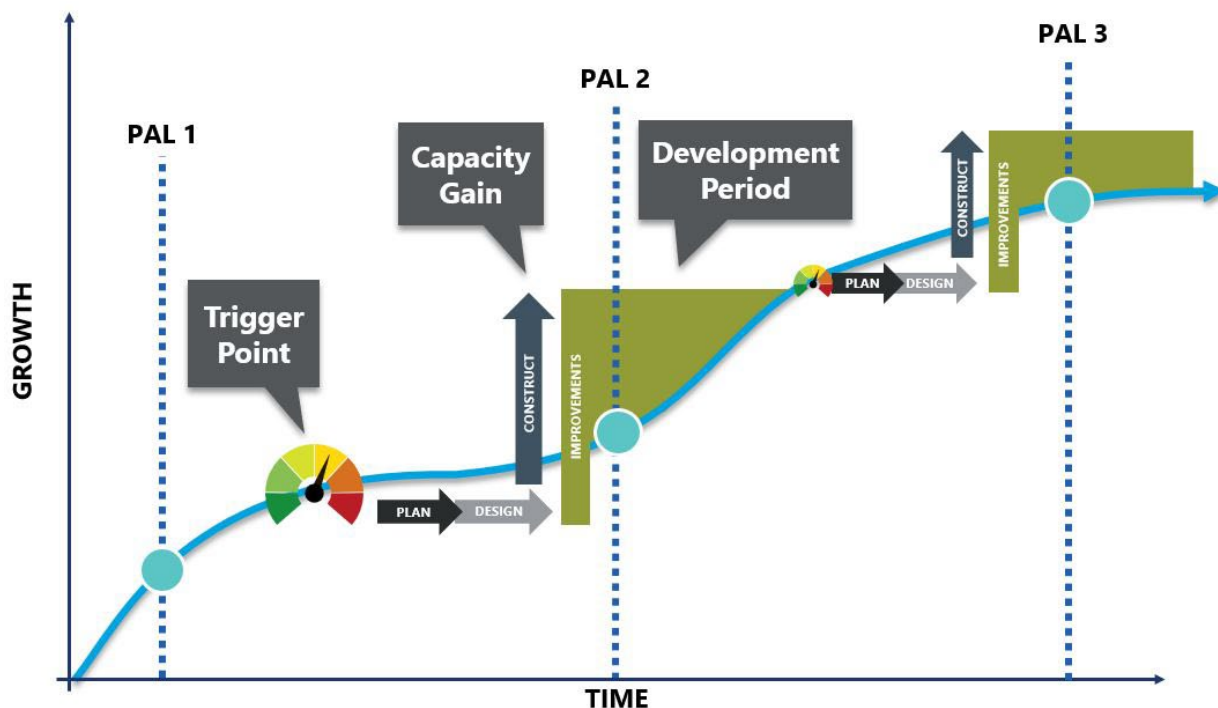 PAL 1
PAL 2
PAL 3
Capacity
Gain
Development
Period
Trigger
Point
CONSTRUCT
IMPROVEMENTS
PLAN
DESIGN
CONSTRUCT
IMPROVEMENTS
PLAN
DESIGN
GROWTH
TIME